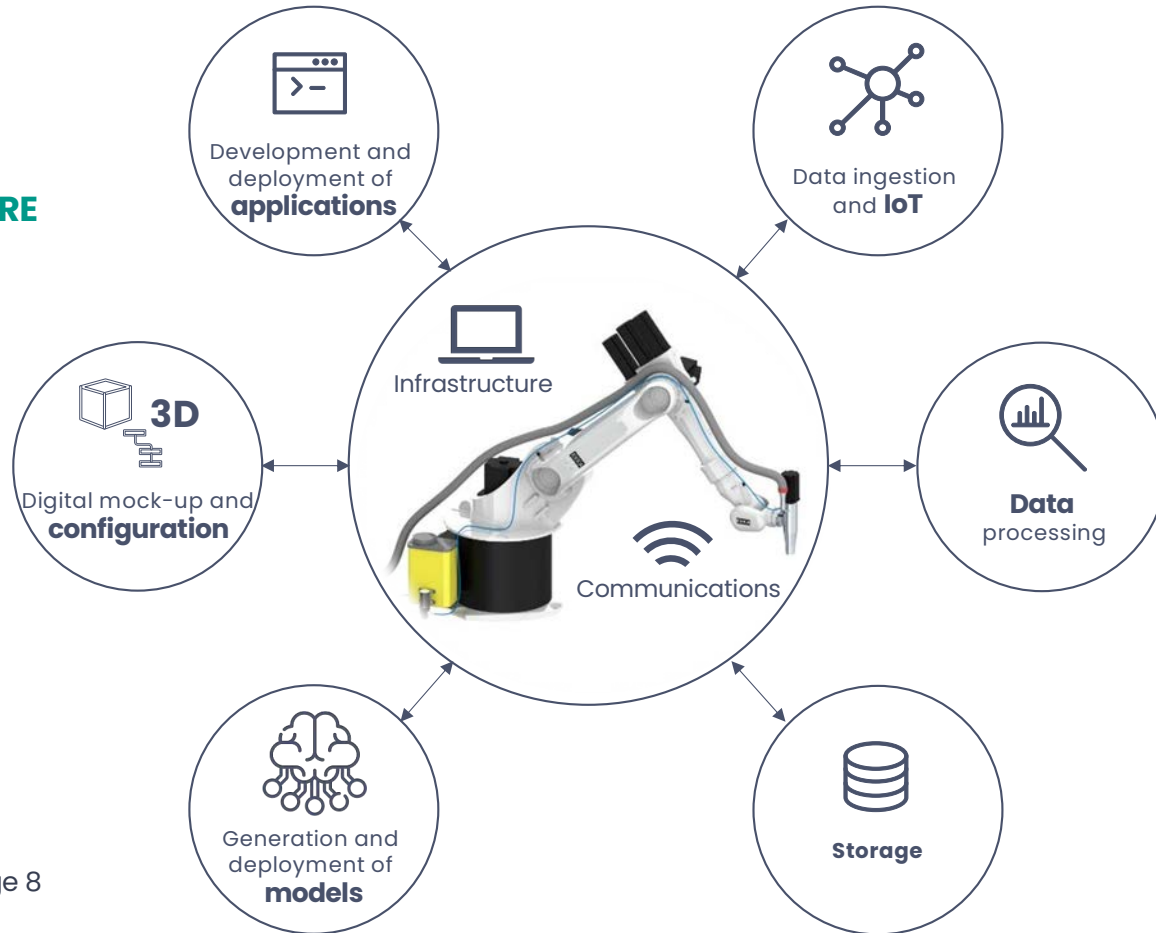 Development and
deployment of
applications
Data ingestion
and IoT
RE
Infrastructure
3D
Digital mock-up and
configuration
Data
processing
Communications
Generation and
deployment of
models
Storage
ge 8